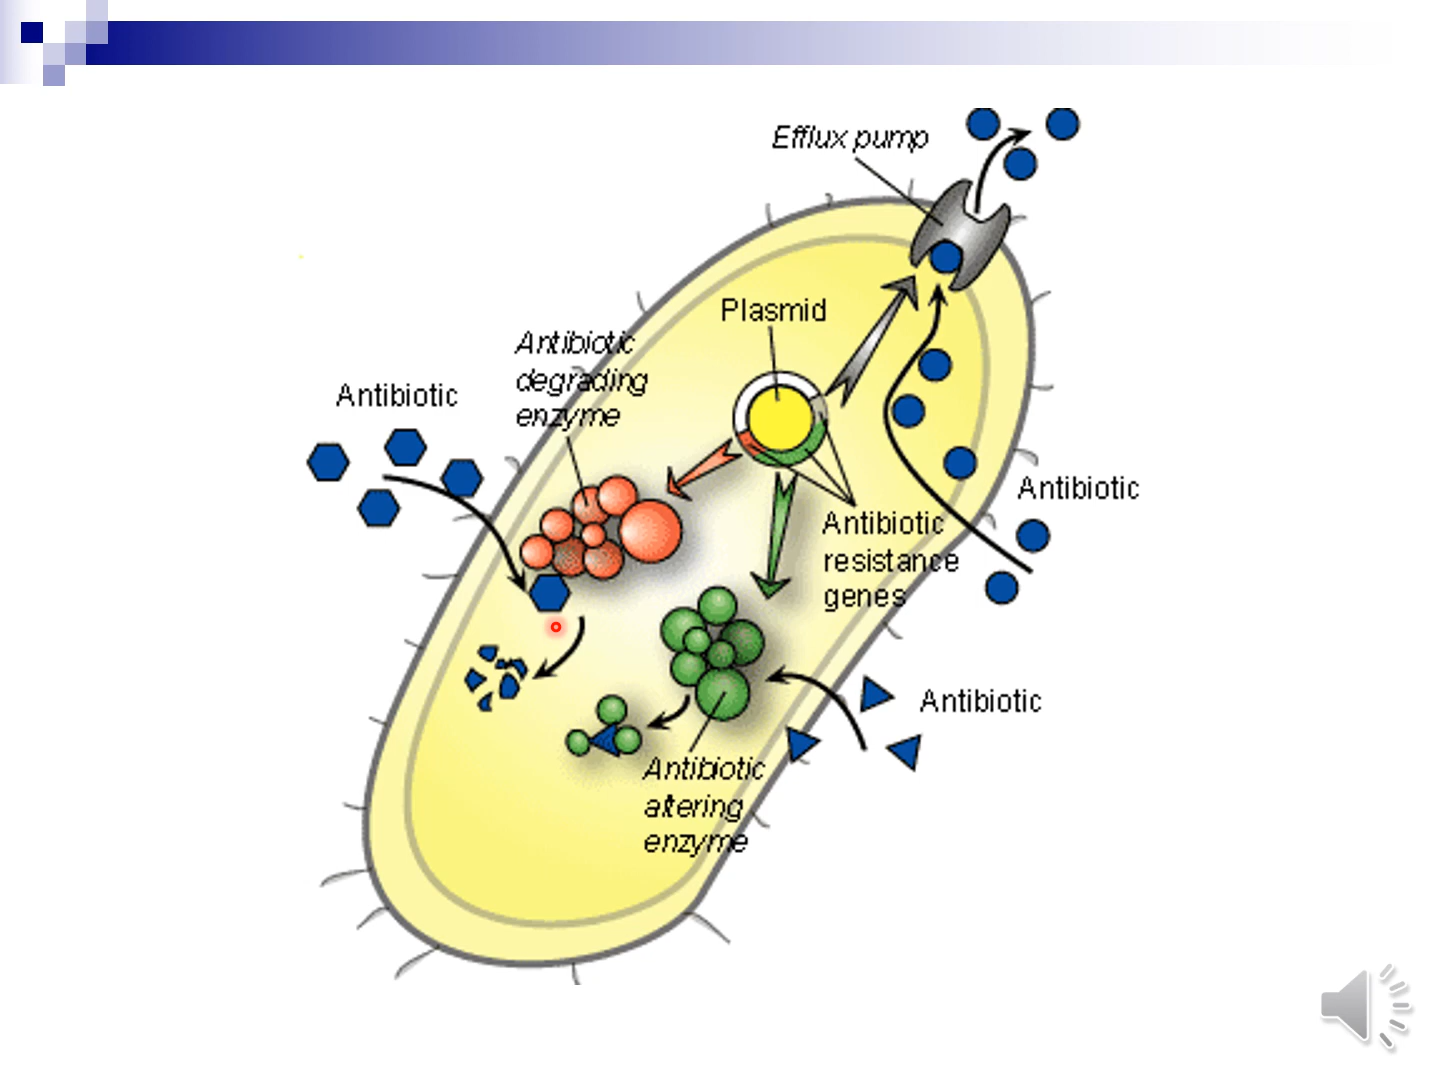 Efflux pump
Plasmid
Antibiotic
degrading
enzyme
Antibiotic
Antibiotic
Antibiotic
resistance
genes
Antibiotic
Antibiotic
altering
enzyme